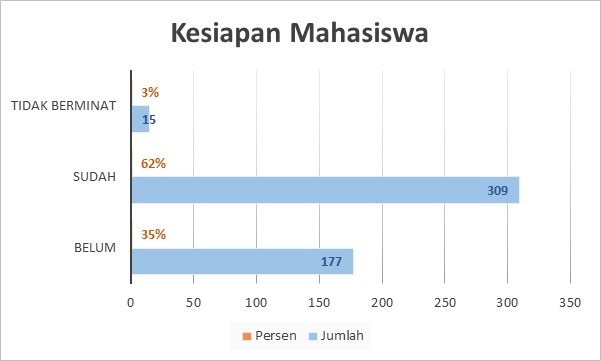 Kesiapan Mahasiswa
TIDAK BERMINAT
3%
15
SUDAH
62%
309
BELUM
35%
177
0 50 100 150 200 250 300 350
Persen Jumlah